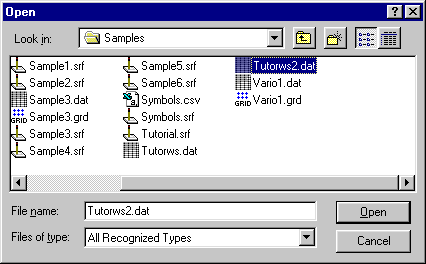 Open
Look in: Samples
Sample1.srf
Sample2.srf
Sample3.dat
Sample3.grd
Sample3.srf
Sample4.srf
Sample5.srf
Sample6.srf
Symbols.csv
Symbols.srf
Tutorial.srf
Tutorws.dat
Tutorws2.dat
Vario1.dat
Vario1.grd
GRID
GRID
File name: Tutorws2.dat
Open
Files of type: All Recognized Types
Cancel